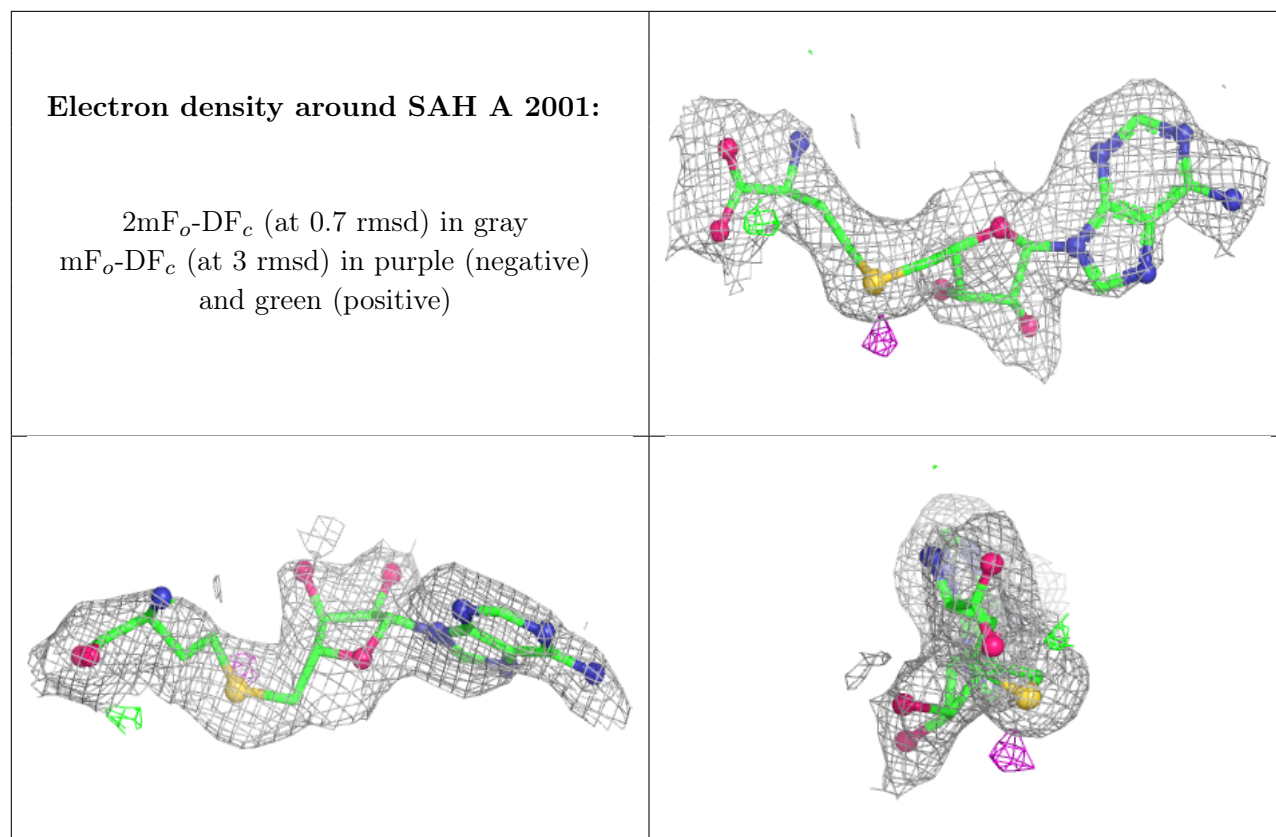 Electron density around SAH A 2001:
2mFo-DFc (at 0.7 rmsd) in gray
mFo-DFc (at 3 rmsd) in purple (negative)
and green (positive)